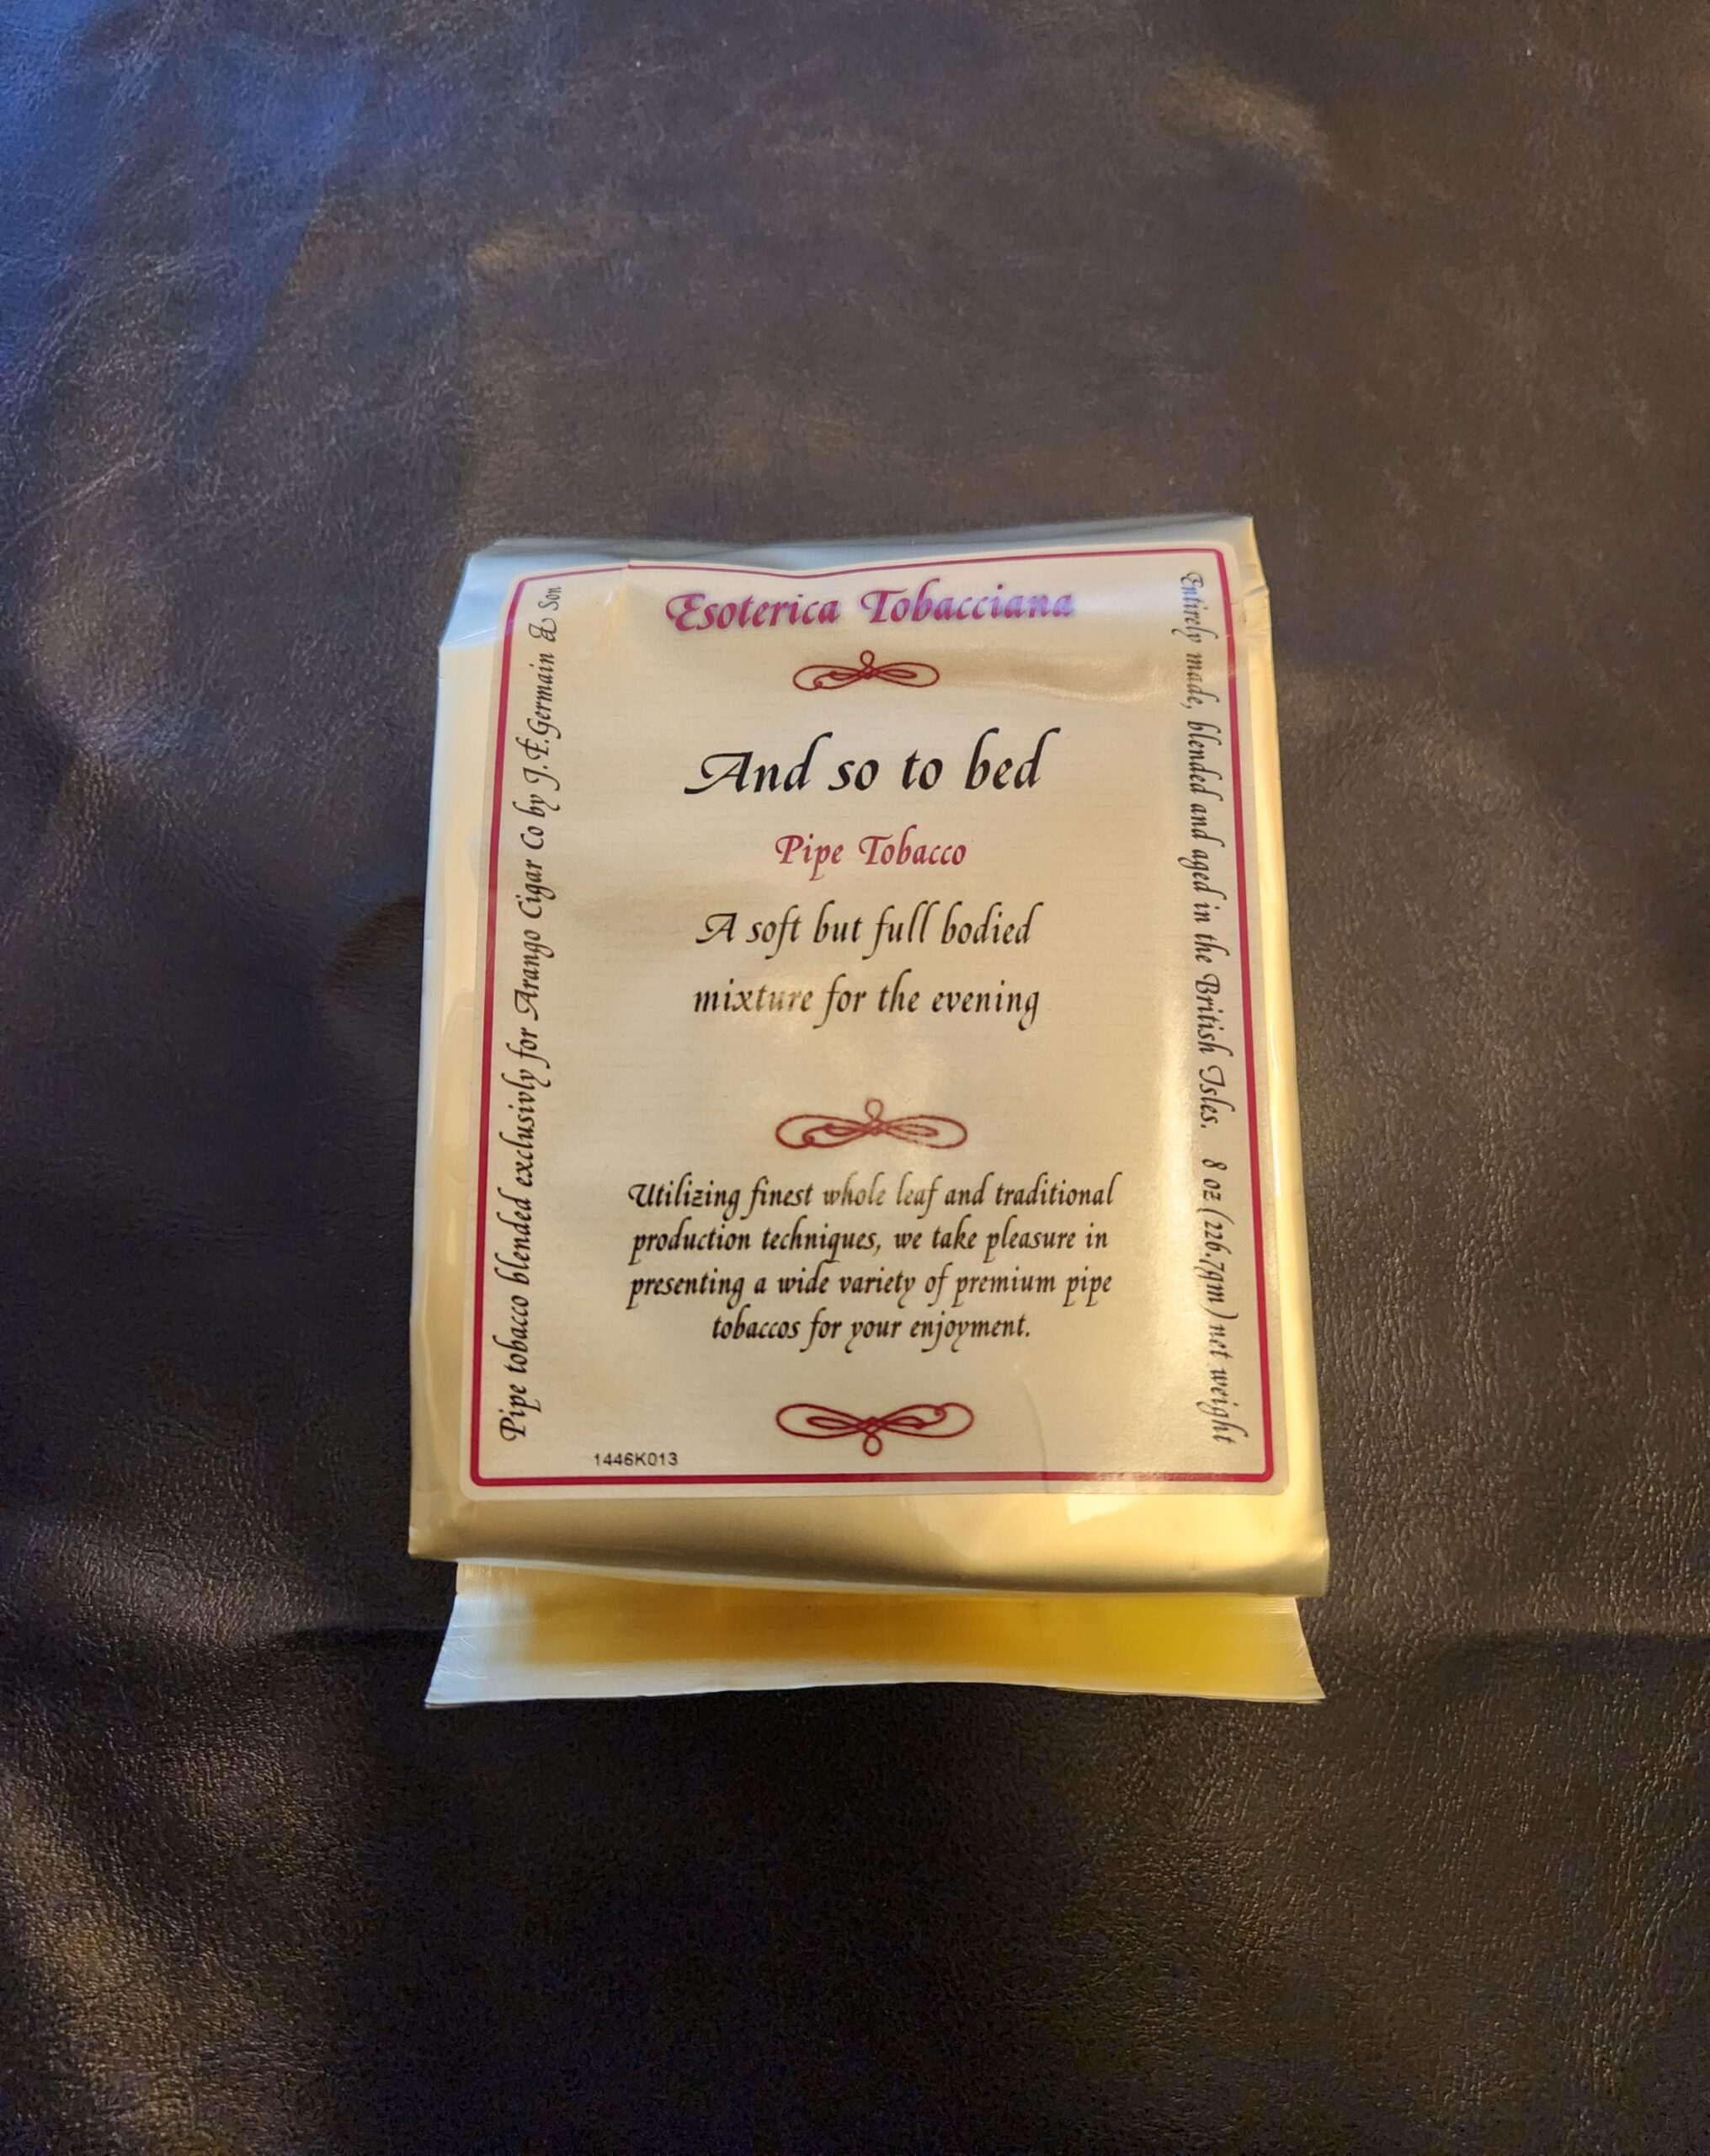 Esoterica Tobacciana
And so to bed
Pipe Tobacco
A soft but full bodied
mixture for the evening
Utilizing finest whole leaf and traditional
production techniques, we take pleasure in
presenting a wide variety of premium pipe
tobaccos for your enjoyment.
1446K013
Pipe tobacco blended exclusivly for Arango Cigar Co by J.F.Germain & Son
Entirely made, blended and aged in the British Isles. 8 oz (226.7gm) net weight